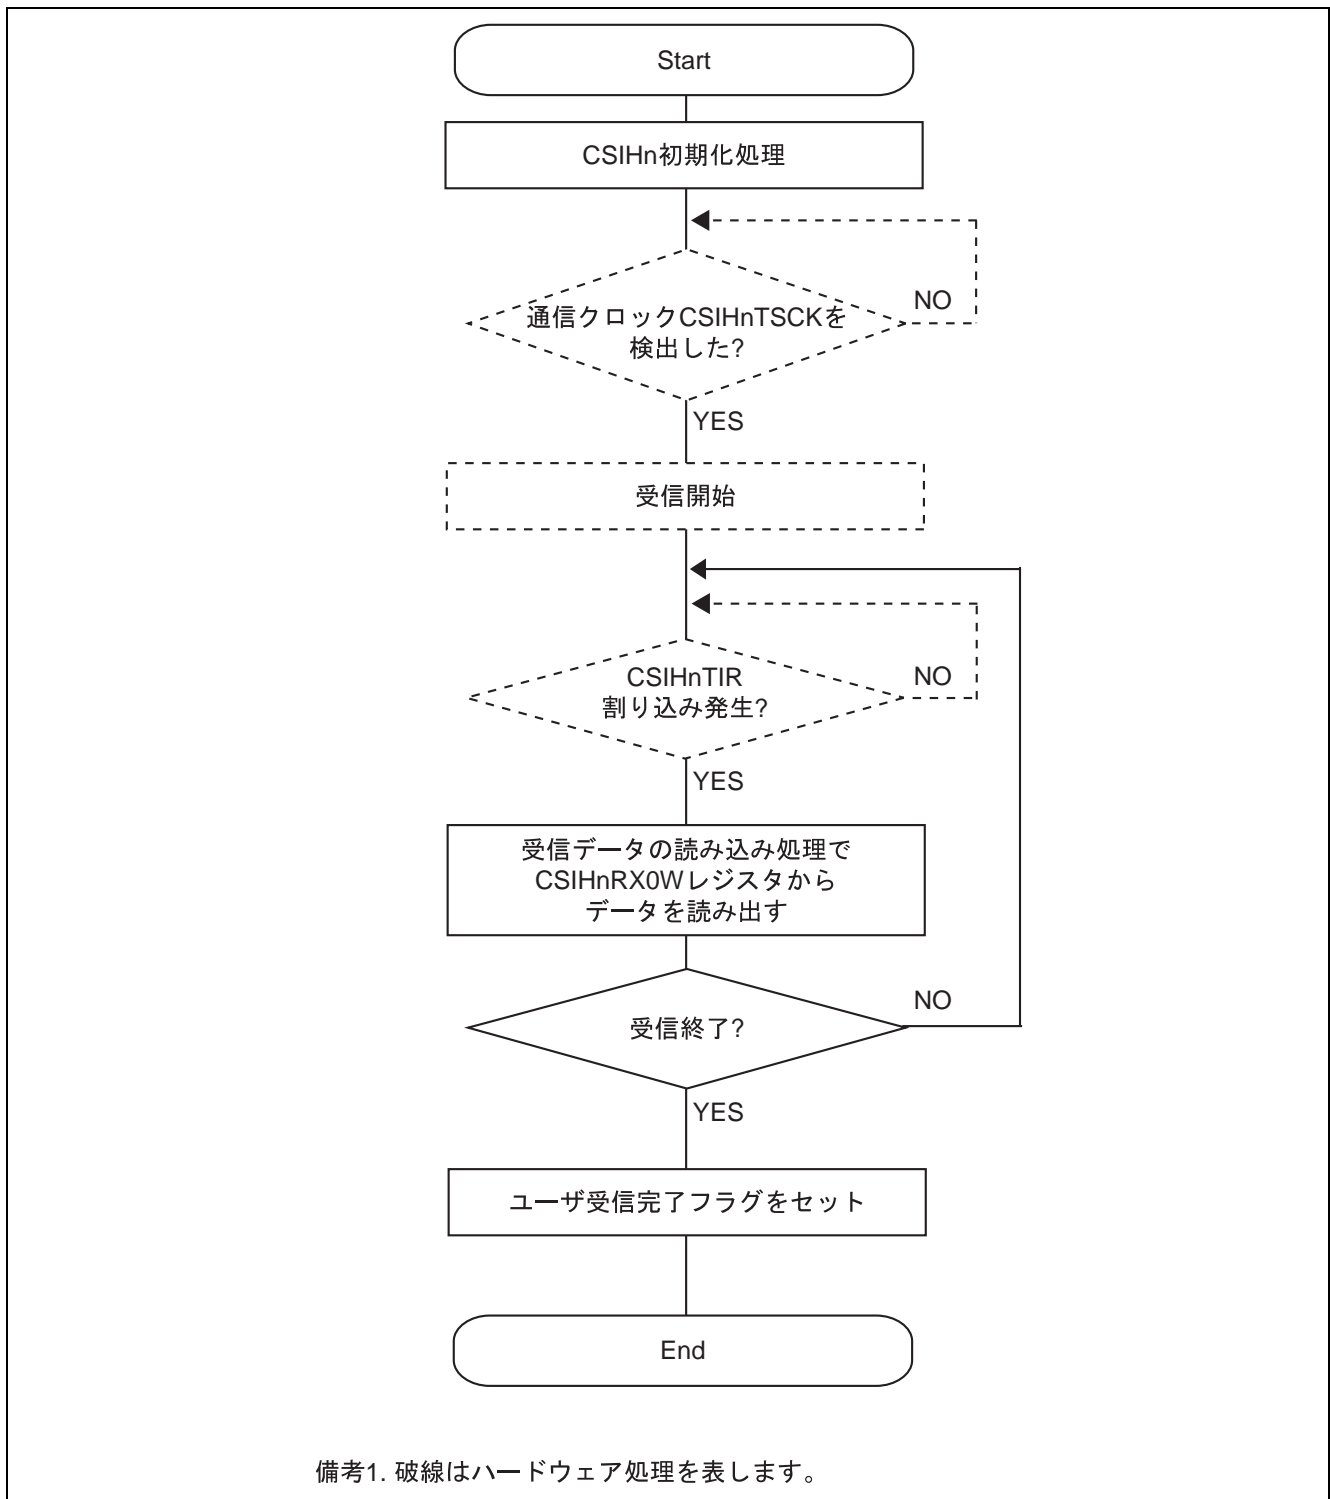 Start
CSIHn初期化処理
NO
通信クロックCSIHnTSCKを
検出した?
YES
受信開始
CSIHnTIR
割り込み発生?
NO
YES
受信データの読み込み処理で
CSIHnRX0Wレジスタから
データを読み出す
NO
受信終了?
YES
ユーザ受信完了フラグをセット
End
備考1. 破線はハードウェア処理を表します。